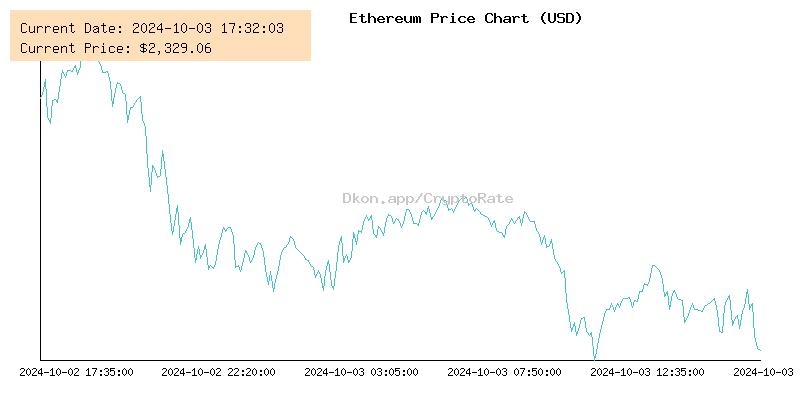 Ethereum Price Chart (USD)
Current Date: 2024-10-03 17:32:03
Current Price: $2,329.06
Dkon.app/CryptoRate
2024-10-02 17:35:00
2024-10-02 22:20:00
2024-10-03 03:05:00
2024-10-03 07:50:00
2024-10-03 12:35:00
2024-10-03